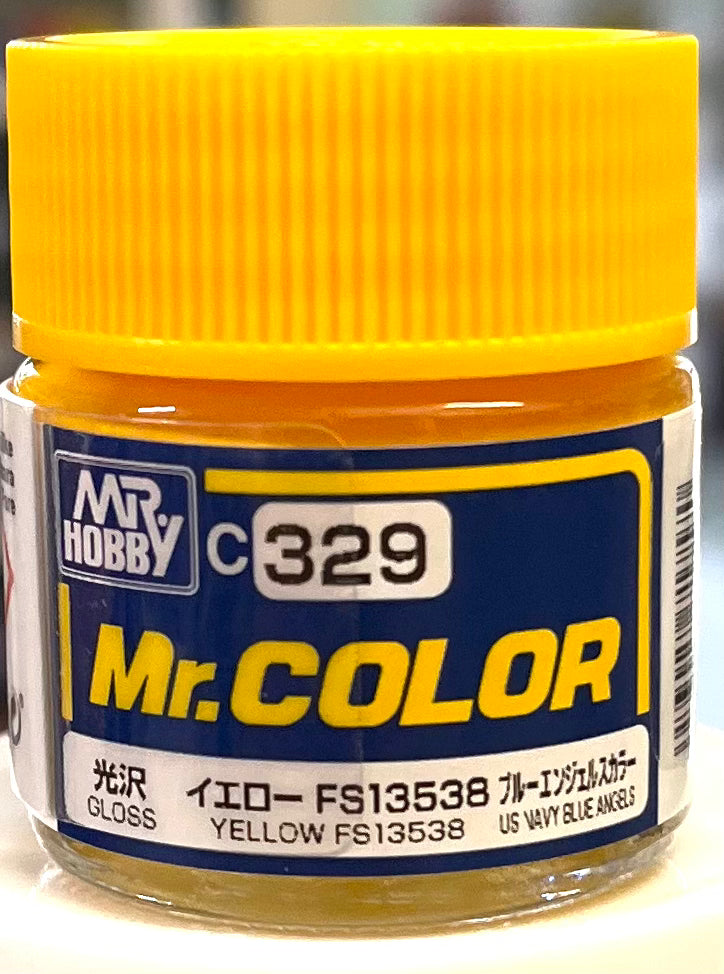 MR.
HOBBY
C 329
Mr.COLOR
光沢
GLOSS
イエロー FS13538
YELLOW FS13538
ブルーエンジェルスカラー
US NAVY BLUE ANGELS